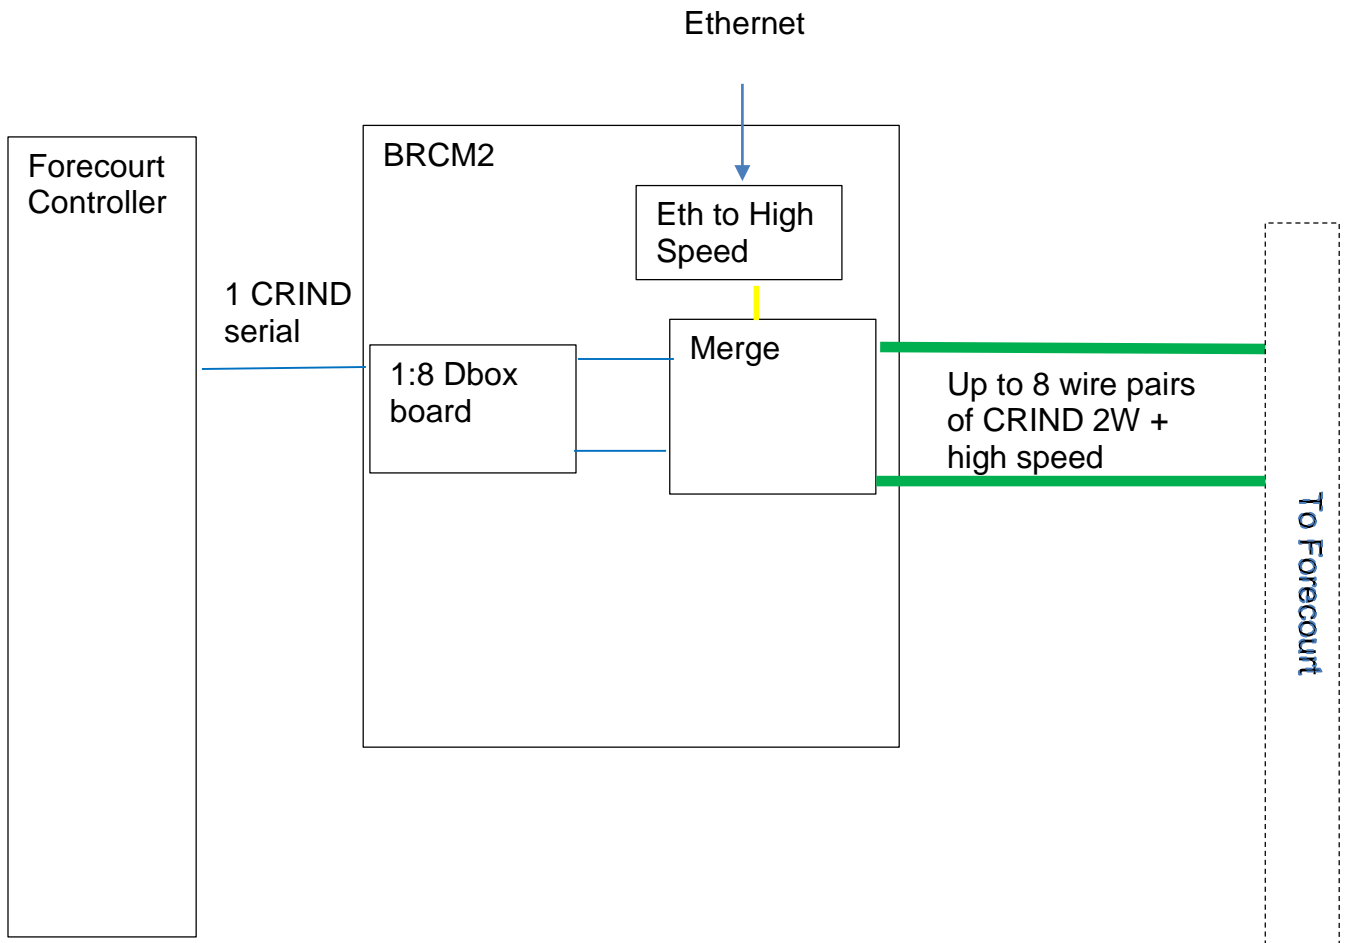 Ethernet
Forecourt
Controller
BRCM2
Eth to High
Speed
1 CRIND
serial
1:8 Dbox
board
Merge
Up to 8 wire pairs
of CRIND 2W +
high speed
To Forecourt